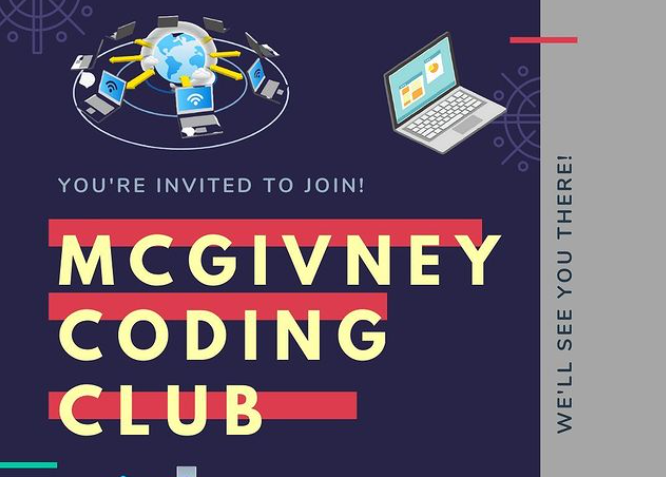 YOU'RE INVITED TO JOIN!
MCGIVNEY
CODING
CLUB
WE'LL SEE YOU THERE!